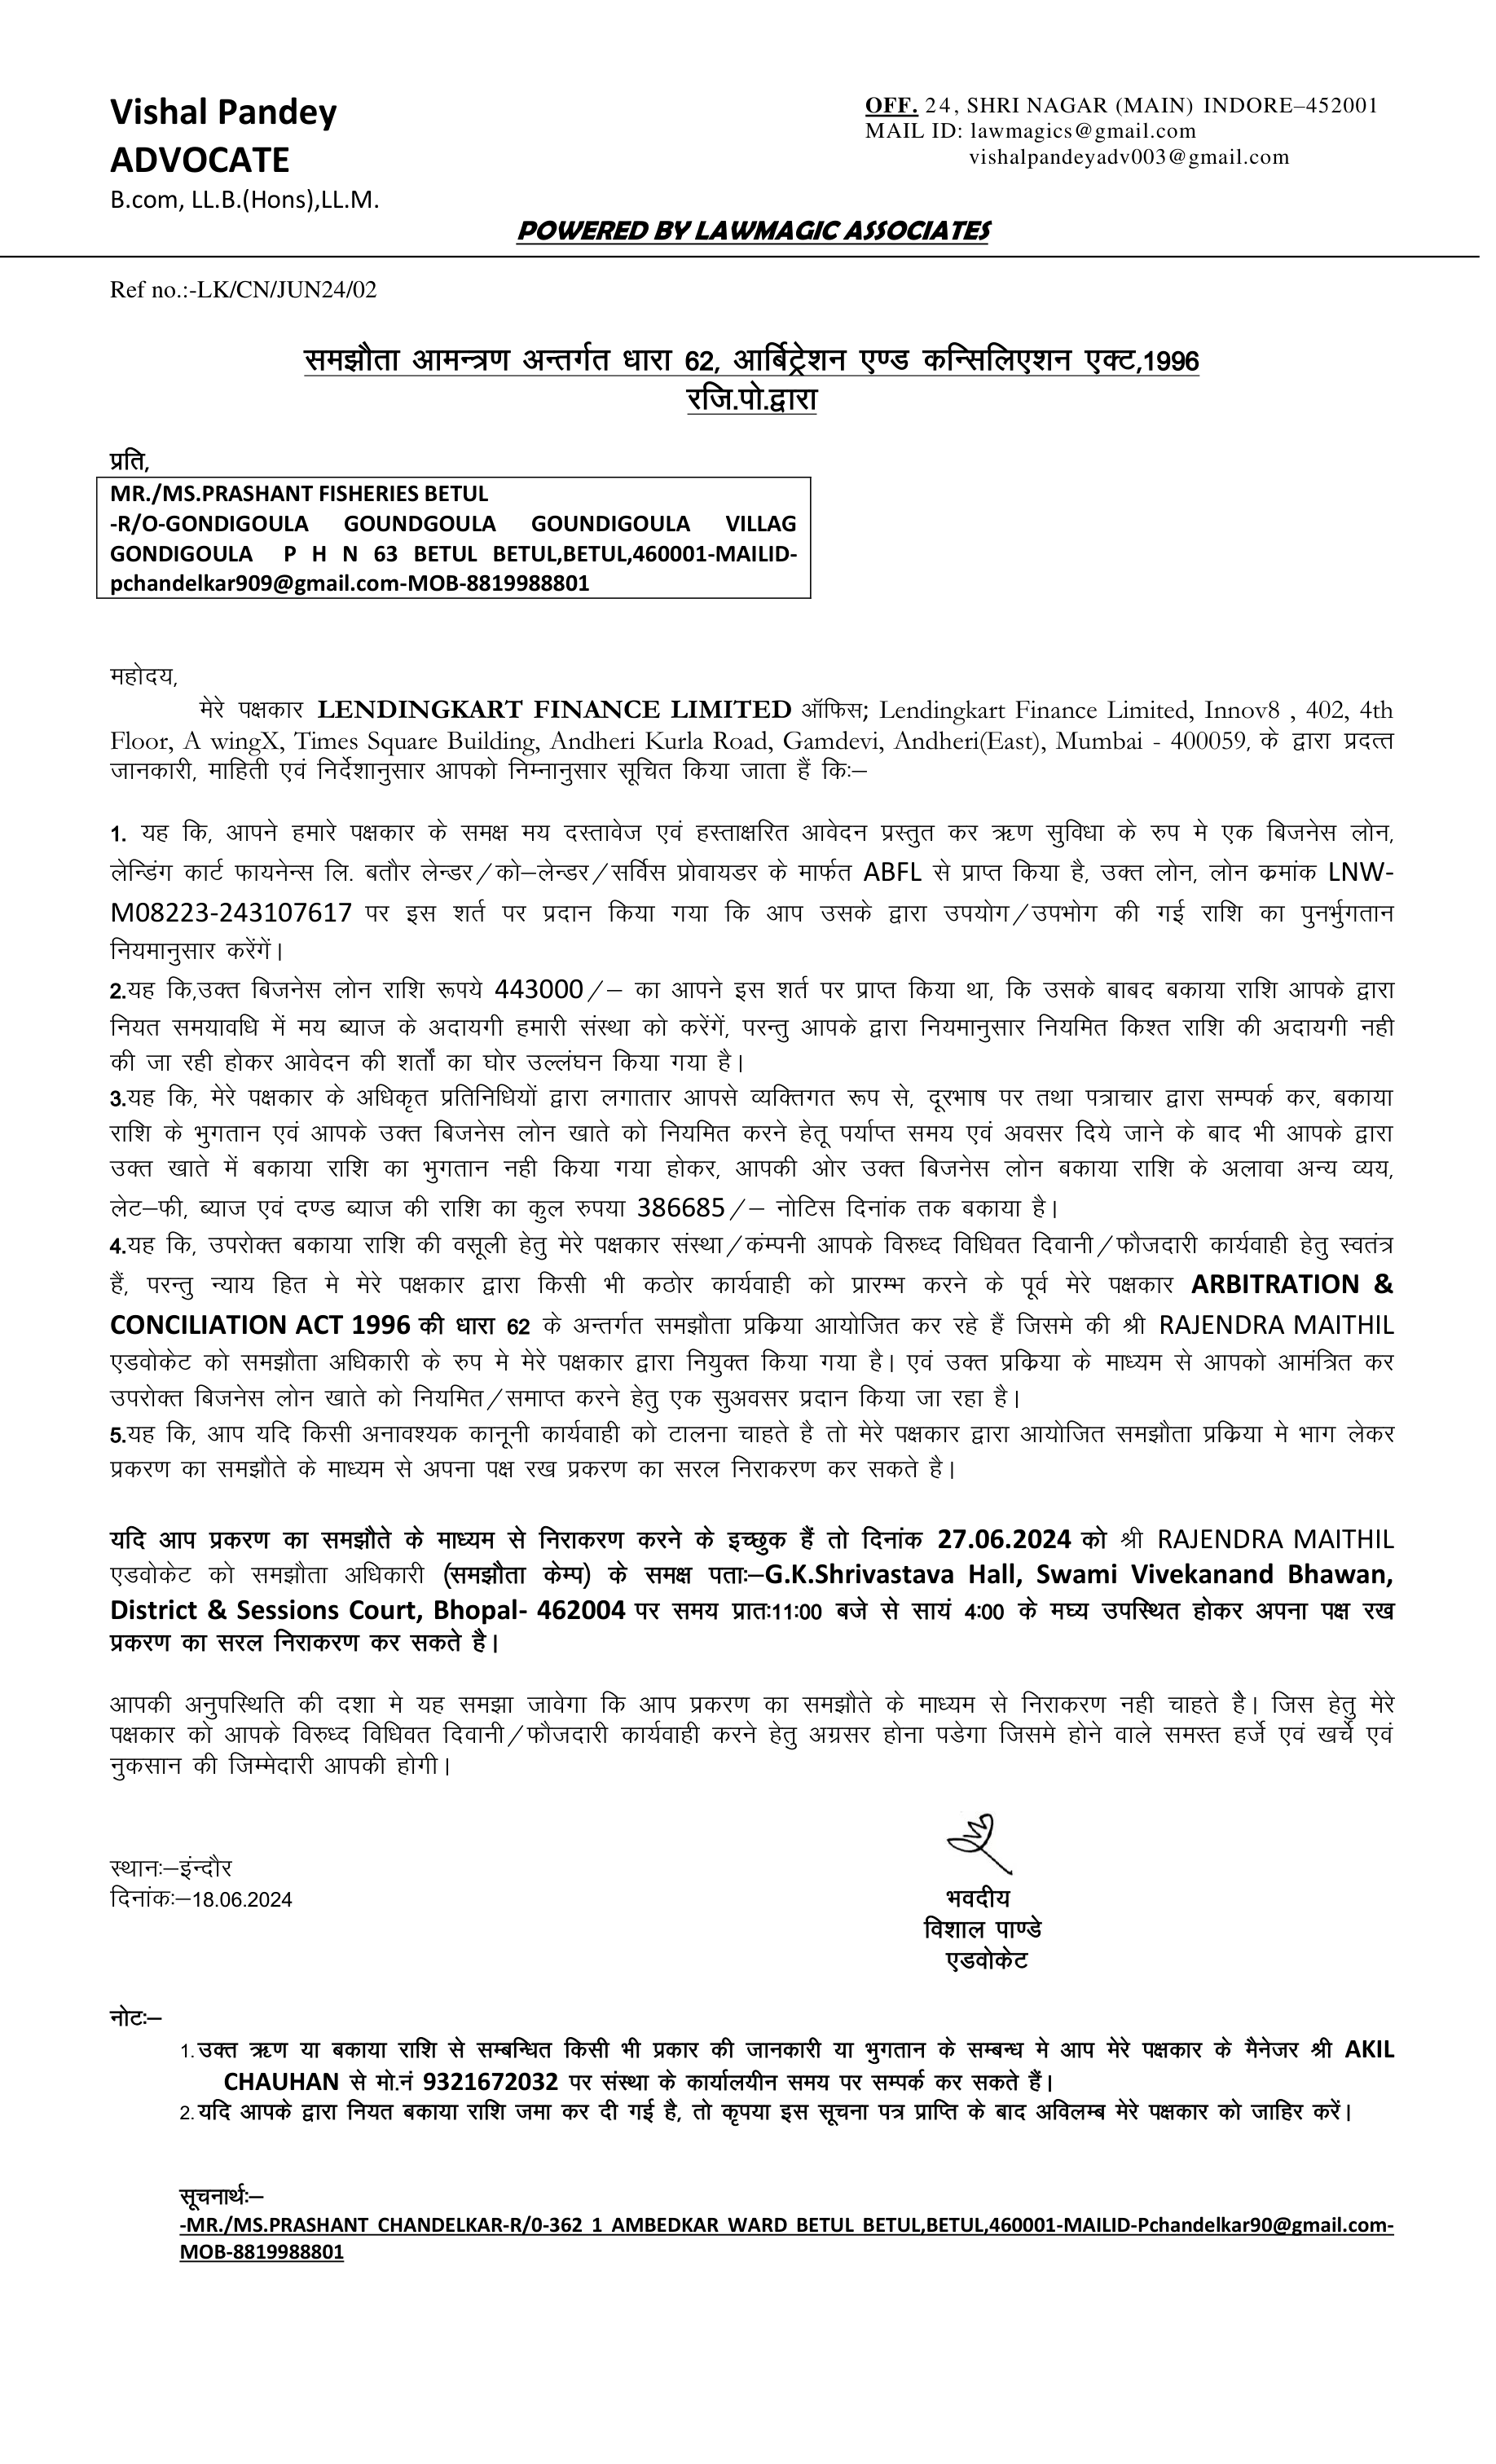 Vishal Pandey
ADVOCATE
B.com, LL.B.(Hons),LL.M.
OFF. 24, SHRI NAGAR (MAIN) INDORE–452001
MAIL ID: lawmagics@gmail.com
vishalpandeyadv003@gmail.com
POWERED BY LAWMAGIC ASSOCIATES
Ref no.:-LK/CN/JUN24/02
समझौता आमन्त्रण अन्तर्गत धारा 62, आर्बिट्रेशन एण्ड कन्सिलिएशन एक्ट,1996
रजि.पो.द्वारा
प्रति,
MR./MS.PRASHANT FISHERIES BETUL
-R/O-GONDIGOULA GOUNDGOULA GOUNDIGOULA VILLAG
GONDIGOULA P H N 63 BETUL BETUL,BETUL,460001-MAILID-
pchandelkar909@gmail.com-MOB-8819988801
महोदय,
मेरे पक्षकार LENDINGKART FINANCE LIMITED ऑफिस; Lendingkart Finance Limited, Innov8 , 402, 4th
Floor, A wingX, Times Square Building, Andheri Kurla Road, Gamdevi, Andheri(East), Mumbai - 400059, के द्वारा प्रदत्त
जानकारी, माहिती एवं निर्देशानुसार आपको निम्नानुसार सूचित किया जाता हैं कि:–
1. यह कि, आपने हमारे पक्षकार के समक्ष मय दस्तावेज एवं हस्ताक्षरित आवेदन प्रस्तुत कर ऋण सुविधा के रुप मे एक बिजनेस लोन,
लेन्डिंग कार्ट फायनेन्स लि. बतौर लेन्डर/को–लेन्डर/सर्विस प्रोवायडर के मार्फत ABFL से प्राप्त किया है, उक्त लोन, लोन क्रमांक LNW-
M08223-243107617 पर इस शर्त पर प्रदान किया गया कि आप उसके द्वारा उपयोग/उपभोग की गई राशि का पुनर्भुगतान
नियमानुसार करेंगें।
2.यह कि,उक्त बिजनेस लोन राशि रूपये 443000/– का आपने इस शर्त पर प्राप्त किया था, कि उसके बाबद बकाया राशि आपके द्वारा
नियत समयावधि में मय ब्याज के अदायगी हमारी संस्था को करेंगें, परन्तु आपके द्वारा नियमानुसार नियमित किश्त राशि की अदायगी नही
की जा रही होकर आवेदन की शर्तों का घोर उल्लंघन किया गया है।
3.यह कि, मेरे पक्षकार के अधिकृत प्रतिनिधियों द्वारा लगातार आपसे व्यक्तिगत रूप से, दूरभाष पर तथा पत्राचार द्वारा सम्पर्क कर, बकाया
राशि के भुगतान एवं आपके उक्त बिजनेस लोन खाते को नियमित करने हेतू पर्याप्त समय एवं अवसर दिये जाने के बाद भी आपके द्वारा
उक्त खाते में बकाया राशि का भुगतान नही किया गया होकर, आपकी ओर उक्त बिजनेस लोन बकाया राशि के अलावा अन्य व्यय,
लेट–फी, ब्याज एवं दण्ड ब्याज की राशि का कुल रुपया 386685/– नोटिस दिनांक तक बकाया है।
4.यह कि, उपरोक्त बकाया राशि की वसूली हेतु मेरे पक्षकार संस्था/कंम्पनी आपके विरुध्द विधिवत दिवानी/फौजदारी कार्यवाही हेतु स्वतंत्र
हैं, परन्तु न्याय हित मे मेरे पक्षकार द्वारा किसी भी कठोर कार्यवाही को प्रारम्भ करने के पूर्व मेरे पक्षकार ARBITRATION &
CONCILIATION ACT 1996 की धारा 62 के अन्तर्गत समझौता प्रक्रिया आयोजित कर रहे हैं जिसमे की श्री RAJENDRA MAITHIL
एडवोकेट को समझौता अधिकारी के रुप मे मेरे पक्षकार द्वारा नियुक्त किया गया है। एवं उक्त प्रक्रिया के माध्यम से आपको आमंत्रित कर
उपरोक्त बिजनेस लोन खाते को नियमित/समाप्त करने हेतु एक सुअवसर प्रदान किया जा रहा है।
5.यह कि, आप यदि किसी अनावश्यक कानूनी कार्यवाही को टालना चाहते है तो मेरे पक्षकार द्वारा आयोजित समझौता प्रक्रिया मे भाग लेकर
प्रकरण का समझौते के माध्यम से अपना पक्ष रख प्रकरण का सरल निराकरण कर सकते है।
यदि आप प्रकरण का समझौते के माध्यम से निराकरण करने के इच्छुक हैं तो दिनांक 27.06.2024 को श्री RAJENDRA MAITHIL
एडवोकेट को समझौता अधिकारी (समझौता केम्प) के समक्ष पता:–G.K.Shrivastava Hall, Swami Vivekanand Bhawan,
District & Sessions Court, Bhopal- 462004 पर समय प्रात:11:00 बजे से सायं 4:00 के मघ्य उपस्थित होकर अपना पक्ष रख
प्रकरण का सरल निराकरण कर सकते है।
आपकी अनुपस्थिति की दशा मे यह समझा जावेगा कि आप प्रकरण का समझौते के माध्यम से निराकरण नही चाहते है। जिस हेतु मेरे
पक्षकार को आपके विरुध्द विधिवत दिवानी/फौजदारी कार्यवाही करने हेतु अग्रसर होना पडेगा जिसमे होने वाले समस्त हर्जे एवं खर्चे एवं
नुकसान की जिम्मेदारी आपकी होगी।
स्थान:–इंन्दौर
दिनांक:–18.06.2024
भवदीय
विशाल पाण्डे
एडवोकेट
नोट:–
1.उक्त ऋण या बकाया राशि से सम्बन्धित किसी भी प्रकार की जानकारी या भुगतान के सम्बन्ध मे आप मेरे पक्षकार के मैनेजर श्री AKIL
CHAUHAN से मो.नं 9321672032 पर संस्था के कार्यालयीन समय पर सम्पर्क कर सकते हैं।
2.यदि आपके द्वारा नियत बकाया राशि जमा कर दी गई है, तो कृपया इस सूचना पत्र प्राप्ति के बाद अविलम्ब मेरे पक्षकार को जाहिर करें।
सूचनार्थ:–
-MR./MS.PRASHANT CHANDELKAR-R/0-362 1 AMBEDKAR WARD BETUL BETUL,BETUL,460001-MAILID-Pchandelkar90@gmail.com-
MOB-8819988801